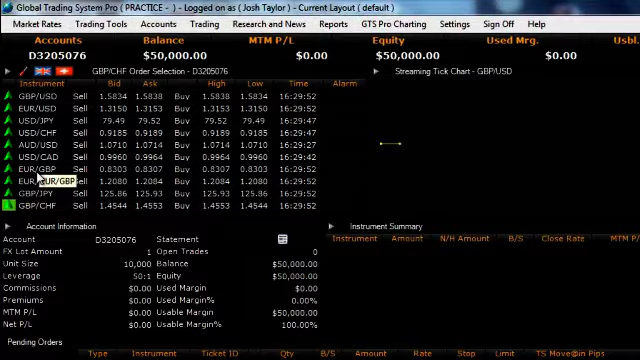 Global Trading System Pro ( PRACTICE - ) - Logged on as ( Josh Taylor ) - Current Layout ( default )
Market Rates Trading Tools Accounts Trading Research and News Reports GTS Pro Charting Settings Sign Off Help
Accounts Balance MTM P/L Equity Used Mrg. Usbl.
D3205076 $50,000.00 $0.00 $50,000.00 $0.00
GBP/CHF Order Selection - D3205076 Streaming Tick Chart - GBP/USD
Instrument Bid Ask High Low Time Alarm
GBP/USD Sell 1.5834 1.5838 Buy 1.5838 1.5834 16:29:52
EUR/USD Sell 1.3150 1.3153 Buy 1.3153 1.3150 16:29:52
USD/JPY Sell 79.49 79.52 Buy 79.52 79.49 16:29:47
USD/CHF Sell 0.9185 0.9189 Buy 0.9189 0.9185 16:29:47
AUD/USD Sell 1.0710 1.0714 Buy 1.0714 1.0710 16:29:52
USD/CAD Sell 0.9960 0.9964 Buy 0.9964 0.9960 16:29:42
EUR/GBP Sell 0.8303 0.8307 Buy 0.8307 0.8303 16:29:52
EUR/ EUR/GBP 1.2080 1.2084 Buy 1.2084 1.2080 16:29:52
GBP/JPY Sell 125.86 125.93 Buy 125.93 125.86 16:29:52
GBP/CHF Sell 1.4544 1.4553 Buy 1.4553 1.4544 16:29:52
Account Information Instrument Summary
Instrument Amount N/H Amount B/S Close Rate MTM P/
Account D3205076 Statement
FX Lot Amount 1 Open Trades 0
Unit Size 10,000 Balance $50,000.00
Leverage 50:1 Equity $50,000.00
Commissions $0.00 Used Margin $0.00
Premiums $0.00 Used Margin% 0.00%
MTM P/L $0.00 Usable Margin $50,000.00
Net P/L $0.00 Usable Margin% 100.00%
Pending Orders
Type Instrument Ticket ID Qty B/S Amount Rate Stop Limit TS Move@in Pips